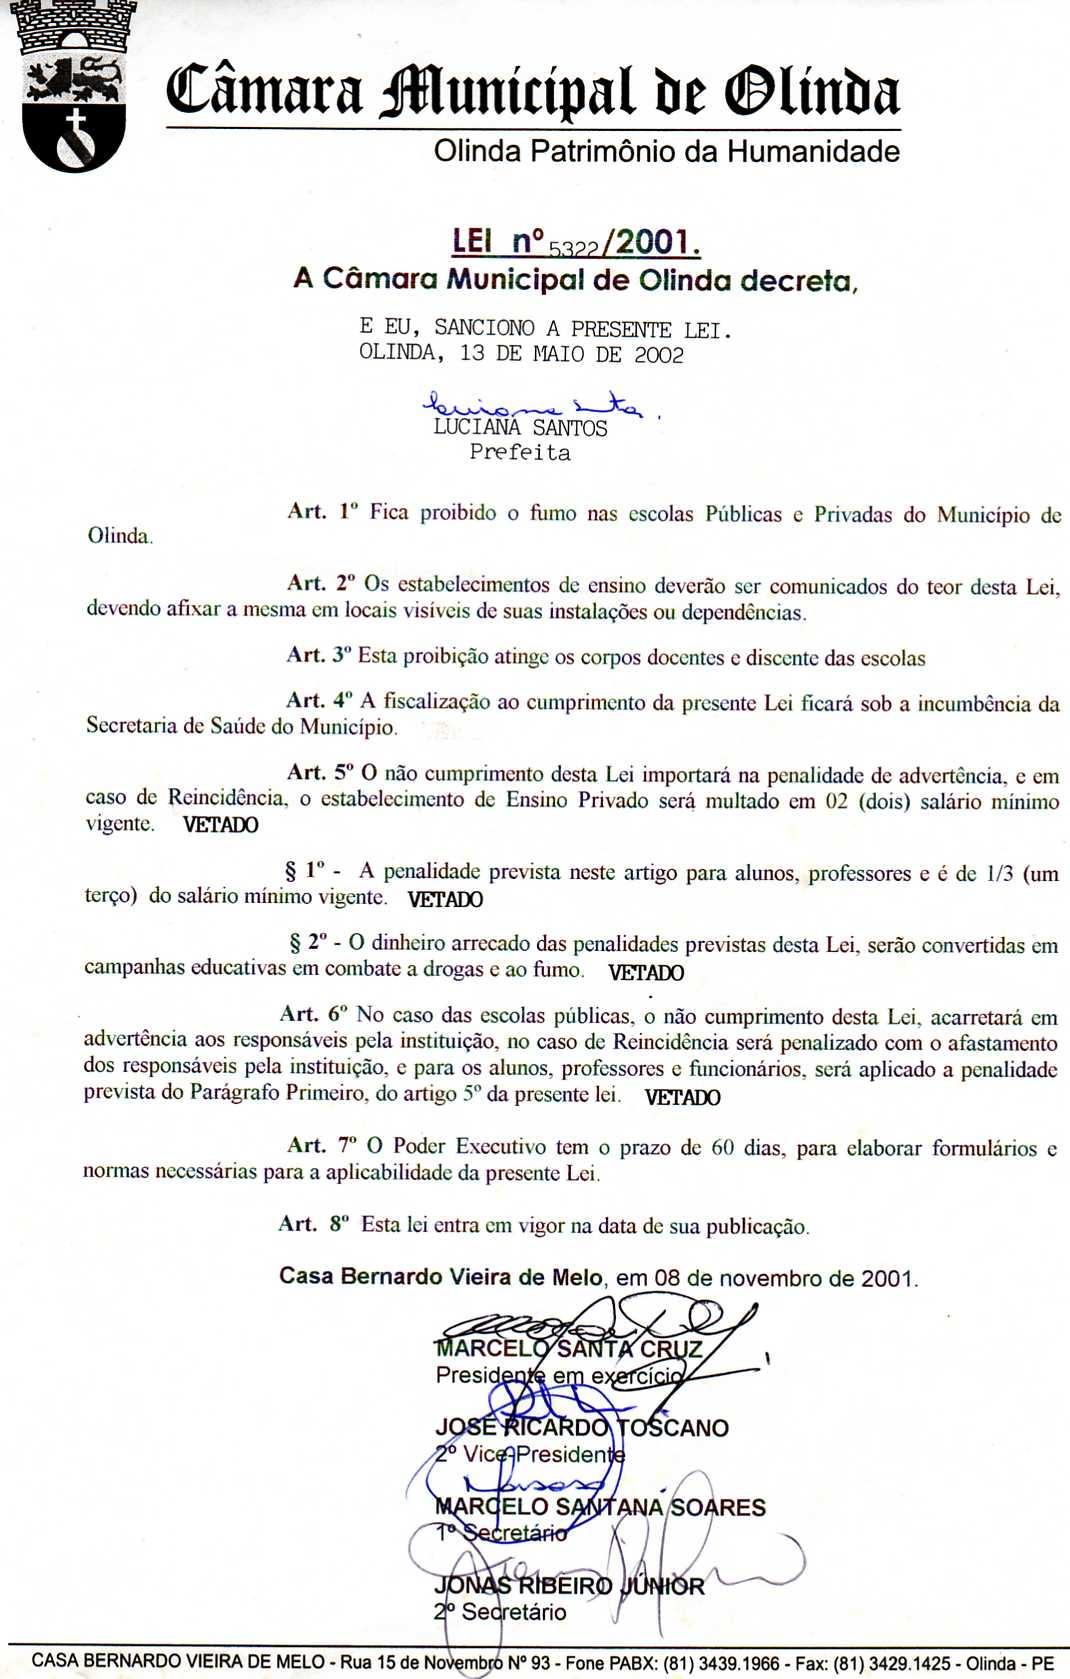 Câmara Municipal de Olinda
Olinda Patrimônio da Humanidade
LEI nº 5322/2001.
A Câmara Municipal de Olinda decreta,
E EU, SANCIONO A PRESENTE LEI.
OLINDA, 13 DE MAIO DE 2002
LUCIANA SANTOS
Prefeita
Art. 1º Fica proibido o fumo nas escolas Públicas e Privadas do Município de
Olinda.
Art. 2º Os estabelecimentos de ensino deverão ser comunicados do teor desta Lei,
devendo afixar a mesma em locais visíveis de suas instalações ou dependências.
Art. 3º Esta proibição atinge os corpos docentes e discente das escolas
Art. 4º A fiscalização ao cumprimento da presente Lei ficará sob a incumbência da
Secretaria de Saúde do Município.
Art. 5º O não cumprimento desta Lei importará na penalidade de advertência, e em
caso de Reincidência, o estabelecimento de Ensino Privado será multado em 02 (dois) salário mínimo
vigente. VETADO
§ 1º - A penalidade prevista neste artigo para alunos, professores e é de 1/3 (um
terço) do salário mínimo vigente. VETADO
§ 2º - O dinheiro arrecado das penalidades previstas desta Lei, serão convertidas em
campanhas educativas em combate a drogas e ao fumo. VETADO
Art. 6º No caso das escolas públicas, o não cumprimento desta Lei, acarretará em
advertência aos responsáveis pela instituição, no caso de Reincidência será penalizado com o afastamento
dos responsáveis pela instituição, e para os alunos, professores e funcionários, será aplicado a penalidade
prevista do Parágrafo Primeiro, do artigo 5º da presente lei. VETADO
Art. 7º O Poder Executivo tem o prazo de 60 dias, para elaborar formulários e
normas necessárias para a aplicabilidade da presente Lei.
Art. 8º Esta lei entra em vigor na data de sua publicação.
Casa Bernardo Vieira de Melo, em 08 de novembro de 2001.
MARCELO SANTA CRUZ
Presidente em exercício
JOSÉ RICARDO TOSCANO
2º Vice-Presidente
MARCELO SANTANA SOARES
1º Secretário
JONAS RIBEIRO JÚNIOR
2º Secretário
CASA BERNARDO VIEIRA DE MELO - Rua 15 de Novembro Nº 93 - Fone PABX: (81) 3439.1966 - Fax: (81) 3429.1425 - Olinda - PE